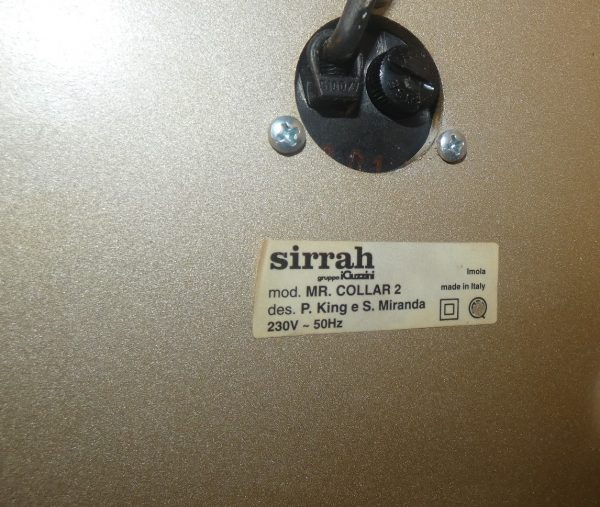 sirrah
gruppo iGuzzini
mod. MR. COLLAR 2
des. P. King e S. Miranda
230V ~ 50Hz
Imola
made in Italy